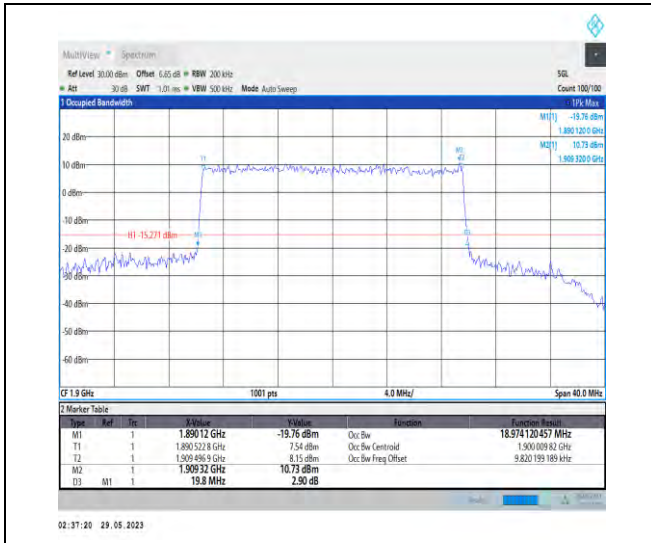 MultiView Spectrum
Ref Level 30.00 dBm Offset 6.65 dB RBW 200 kHz SGL
Att 30 dB SWT 1.01 ms VBW 500 kHz Mode Auto Sweep Count 100/100
1 Occupied Bandwidth 1Pk Max
M1[1] -19.76 dBm
1.890 120 0 GHz
M2[1] 10.73 dBm
1.909 320 0 GHz
20 dBm
10 dBm
0 dBm
-10 dBm
H1 -15.271 dBm
-20 dBm
-30 dBm
-40 dBm
-50 dBm
-60 dBm
T1
M2
CF 1.9 GHz 1001 pts 4.0 MHz/ Span 40.0 MHz
2 Marker Table
Type Ref Trc X-Value Y-Value Function Function Result
M1 1 1.89012 GHz -19.76 dBm Occ Bw 18.974 120 457 MHz
T1 1 1.890 522 8 GHz 7.54 dBm Occ Bw Centroid 1.900 009 82 GHz
T2 1 1.909 496 9 GHz 8.15 dBm Occ Bw Freq Offset 9.820 193 189 kHz
M2 1 1.90932 GHz 10.73 dBm
D3 M1 1 19.8 MHz 2.90 dB
02:37:20 29.05.2023